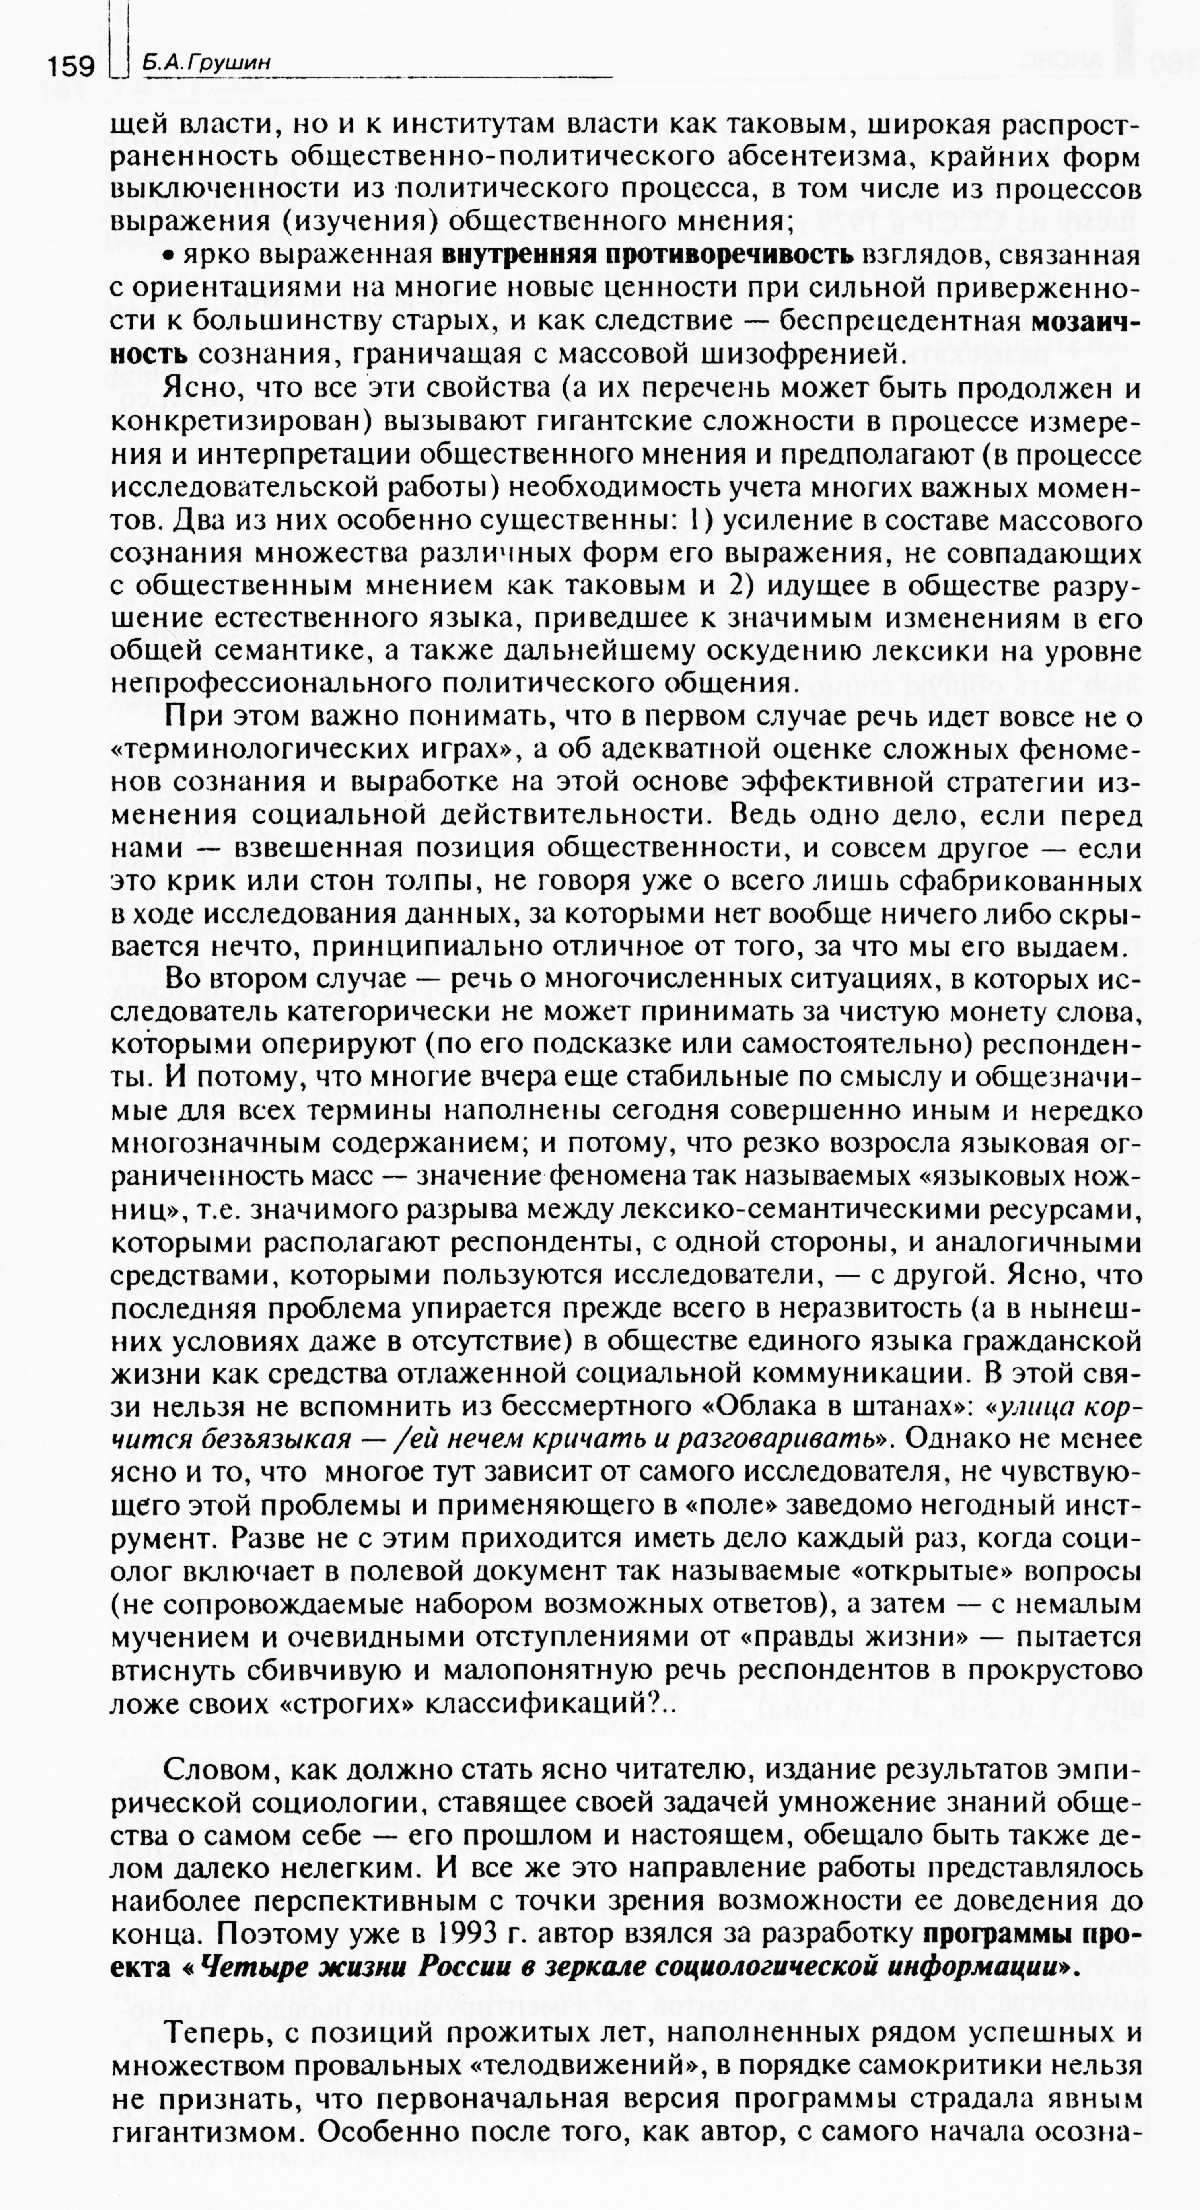 159
Б.А.Грушин
щей власти, но и к институтам власти как таковым, широкая распрост-
раненность общественно-политического абсентеизма, крайних форм
выключенности из политического процесса, в том числе из процессов
выражения (изучения) общественного мнения;
• ярко выраженная внутренняя противоречивость взглядов, связанная
с ориентациями на многие новые ценности при сильной приверженно-
сти к большинству старых, и как следствие — беспрецедентная мозаич-
ность сознания, граничащая с массовой шизофренией.
Ясно, что все эти свойства (а их перечень может быть продолжен и
конкретизирован) вызывают гигантские сложности в процессе измере-
ния и интерпретации общественного мнения и предполагают (в процессе
исследовательской работы) необходимость учета многих важных момен-
тов. Два из них особенно существенны: 1) усиление в составе массового
сознания множества различных форм его выражения, не совпадающих
с общественным мнением как таковым и 2) идущее в обществе разру-
шение естественного языка, приведшее к значимым изменениям в его
общей семантике, а также дальнейшему оскудению лексики на уровне
непрофессионального политического общения.
При этом важно понимать, что в первом случае речь идет вовсе не о
«терминологических играх», а об адекватной оценке сложных феноме-
нов сознания и выработке на этой основе эффективной стратегии из-
менения социальной действительности. Ведь одно дело, если перед
нами — взвешенная позиция общественности, и совсем другое — если
это крик или стон толпы, не говоря уже о всего лишь сфабрикованных
в ходе исследования данных, за которыми нет вообще ничего либо скры-
вается нечто, принципиально отличное от того, за что мы его выдаем.
Во втором случае — речь о многочисленных ситуациях, в которых ис-
следователь категорически не может принимать за чистую монету слова,
которыми оперируют (по его подсказке или самостоятельно) респонден-
ты. И потому, что многие вчера еще стабильные по смыслу и общезначи-
мые для всех термины наполнены сегодня совершенно иным и нередко
многозначным содержанием; и потому, что резко возросла языковая ог-
раниченность масс — значение феномена так называемых «языковых нож-
ниц», т.е. значимого разрыва между лексико-семантическими ресурсами,
которыми располагают респонденты, с одной стороны, и аналогичными
средствами, которыми пользуются исследователи, — с другой. Ясно, что
последняя проблема упирается прежде всего в неразвитость (а в нынеш-
них условиях даже в отсутствие) в обществе единого языка гражданской
жизни как средства отлаженной социальной коммуникации. В этой свя-
зи нельзя не вспомнить из бессмертного «Облака в штанах»: «улица кор-
чится безъязыкая — /ей нечем кричать и разговаривать». Однако не менее
ясно и то, что многое тут зависит от самого исследователя, не чувствую-
щего этой проблемы и применяющего в «поле» заведомо негодный инст-
румент. Разве не с этим приходится иметь дело каждый раз, когда соци-
олог включает в полевой документ так называемые «открытые» вопросы
(не сопровождаемые набором возможных ответов), а затем — с немалым
мучением и очевидными отступлениями от «правды жизни» — пытается
втиснуть сбивчивую и малопонятную речь респондентов в прокрустово
ложе своих «строгих» классификаций?..
Словом, как должно стать ясно читателю, издание результатов эмпи-
рической социологии, ставящее своей задачей умножение знаний обще-
ства о самом себе — его прошлом и настоящем, обещало быть также де-
лом далеко нелегким. И все же это направление работы представлялось
наиболее перспективным с точки зрения возможности ее доведения до
конца. Поэтому уже в 1993 г. автор взялся за разработку программы про-
екта «Четыре жизни России в зеркале социологической информации».
Теперь, с позиций прожитых лет, наполненных рядом успешных и
множеством провальных «телодвижений», в порядке самокритики нельзя
не признать, что первоначальная версия программы страдала явным
гигантизмом. Особенно после того, как автор, с самого начала осозна-